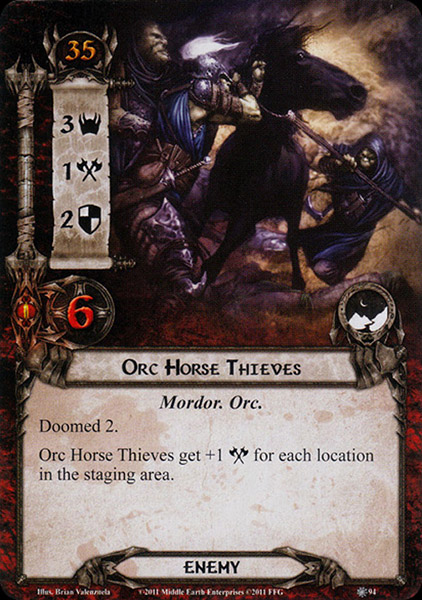 35
3
1
2
6
Orc Horse Thieves
Mordor. Orc.
Doomed 2.
Orc Horse Thieves get +1 for each location
in the staging area.
ENEMY
Illus. Brian Valenzuela ©2011 Middle Earth Enterprises ©2011 FFG 94